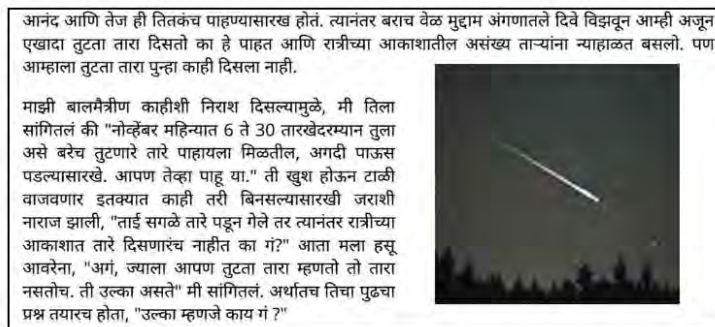 आनंद आणि तेज ही तितकंच पाहण्यासारख होतं. त्यानंतर बराच वेळ मुद्दाम अंगणातले दिवे विझवून आम्ही अजून
एखादा तुटता तारा दिसतो का हे पाहत आणि रात्रीच्या आकाशातील असंख्य ताऱ्यांना न्याहाळत बसलो. पण
आम्हाला तुटता तारा पुन्हा काही दिसला नाही.
माझी बालमैत्रीण काहीशी निराश दिसल्यामुळे, मी तिला
सांगितलं की "नोव्हेंबर महिन्यात 6 ते 30 तारखेदरम्यान तुला
असे बरेच तुटणारे तारे पाहायला मिळतील, अगदी पाऊस
पडल्यासारखे. आपण तेव्हा पाहू या." ती खुश होऊन टाळी
वाजवणार इतक्यात काही तरी बिनसल्यासारखी जराशी
नाराज झाली, "ताई सगळे तारे पडून गेले तर त्यानंतर रात्रीच्या
आकाशात तारे दिसणारंच नाहीत का गं?" आता मला हसू
आवरेना, "अगं, ज्याला आपण तुटता तारा म्हणतो तो तारा
नसतोच. ती उल्का असते" मी सांगितलं. अर्थातच तिचा पुढचा
प्रश्न तयारच होता, "उल्का म्हणजे काय गं ?"